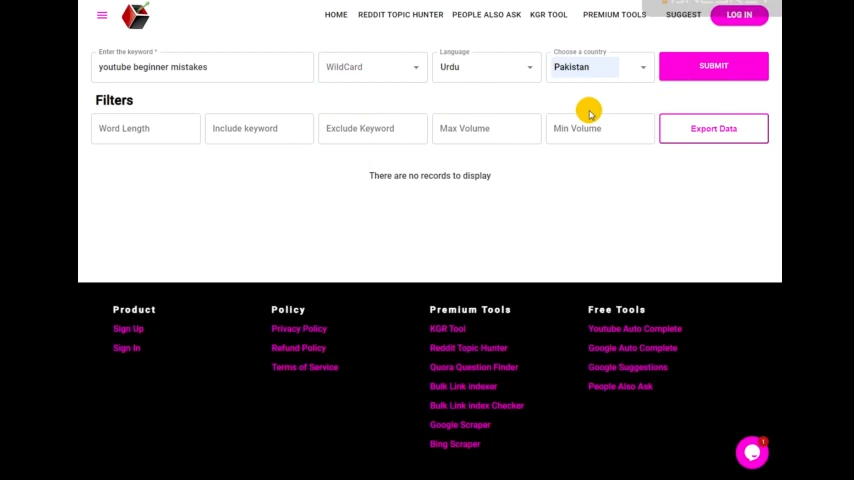 HOME REDDIT TOPIC HUNTER PEOPLE ALSO ASK KGR TOOL PREMIUM TOOLS SUGGEST LOG IN
Enter the keyword * Language Choose a country
youtube beginner mistakes WildCard Urdu Pakistan SUBMIT
Filters
Word Length Include keyword Exclude Keyword Max Volume Min Volume Export Data
There are no records to display
Product Policy Premium Tools Free Tools
Sign Up Privacy Policy KGR Tool Youtube Auto Complete
Sign In Refund Policy Reddit Topic Hunter Google Auto Complete
Terms of Service Quora Question Finder Google Suggestions
Bulk Link indexer People Also Ask
Bulk Link index Checker
Google Scraper
Bing Scraper
1